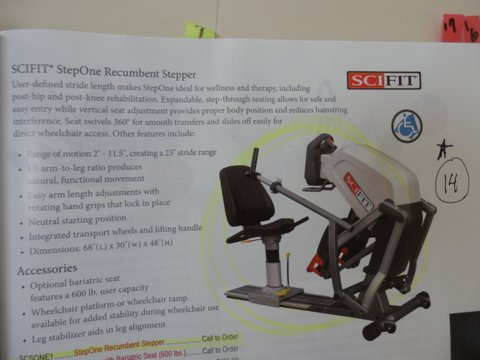 19 16
SCIFIT® StepOne Recumbent Stepper
User-defined stride length makes StepOne ideal for wellness and therapy, including
post-hip and post-knee rehabilitation. Expandable, step-through seating allows for safe and
easy entry while vertical seat adjustment provides proper body position and reduces hamstring
interference. Seat swivels 360° for smooth transfers and slides off easily for
direct wheelchair access. Other features include:
SCIFIT
• Range of motion 2" - 11.5", creating a 23" stride range
• 1:1 arm-to-leg ratio produces
natural, functional movement
• Easy arm length adjustments with
rotating hand grips that lock in place
• Neutral starting position
• Integrated transport wheels and lifting handle
• Dimensions: 68"(L) x 30"(W) x 48"(H)
SCIFIT
14
Accessories
• Optional bariatric seat
features a 600 lb. user capacity
• Wheelchair platform or wheelchair ramp
available for added stability during wheelchair use
• Leg stabilizer aids in leg alignment
SCSONE1 StepOne Recumbent Stepper Call to Order
with Bariatric Seat (600 lbs.) Call to Order